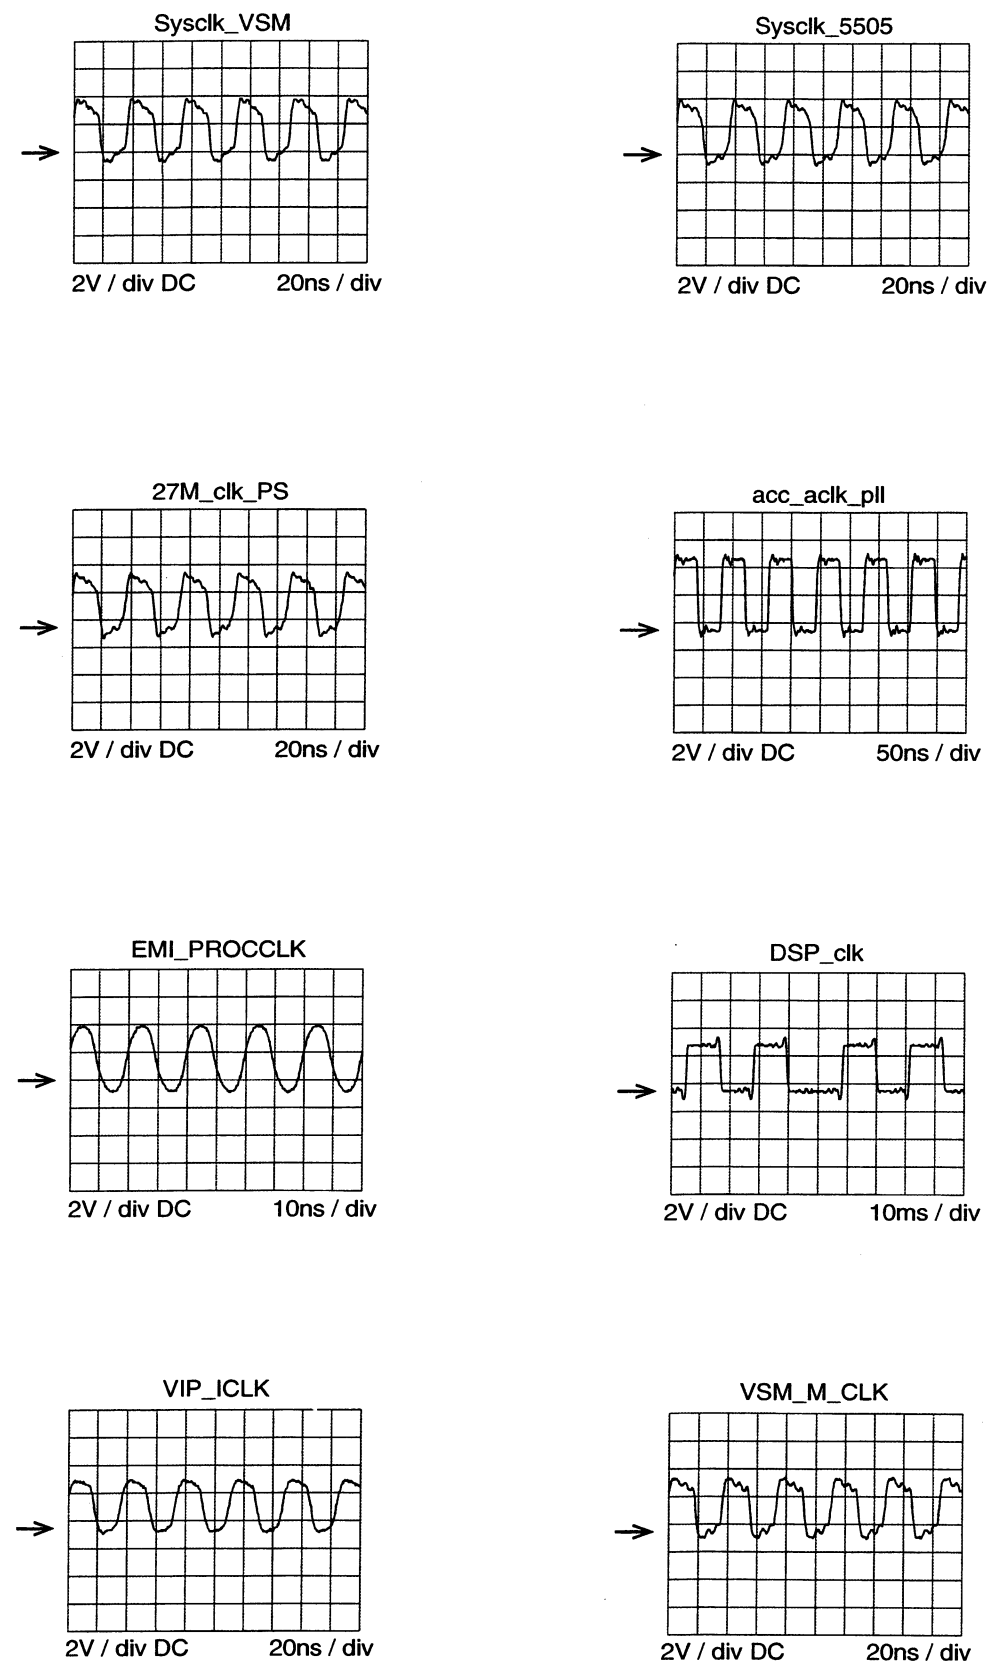 Sysclk_VSM
2V / div DC 20ns / div
Sysclk_5505
2V / div DC 20ns / div
27M_clk_PS
2V / div DC 20ns / div
acc_aclk_pll
2V / div DC 50ns / div
EMI_PROCCLK
2V / div DC 10ns / div
DSP_clk
2V / div DC 10ms / div
VIP_ICLK
2V / div DC 20ns / div
VSM_M_CLK
2V / div DC 20ns / div